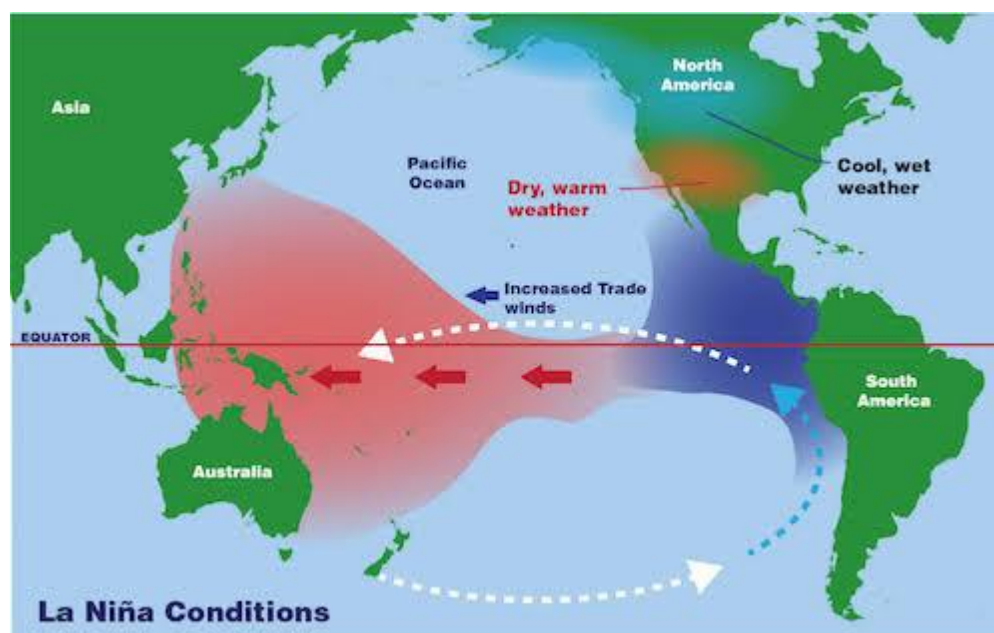 North
America
Asia
Pacific
Ocean
Cool, wet
weather
Dry, warm
weather
Increased Trade
winds
EQUATOR
South
America
Australia
La Niña Conditions